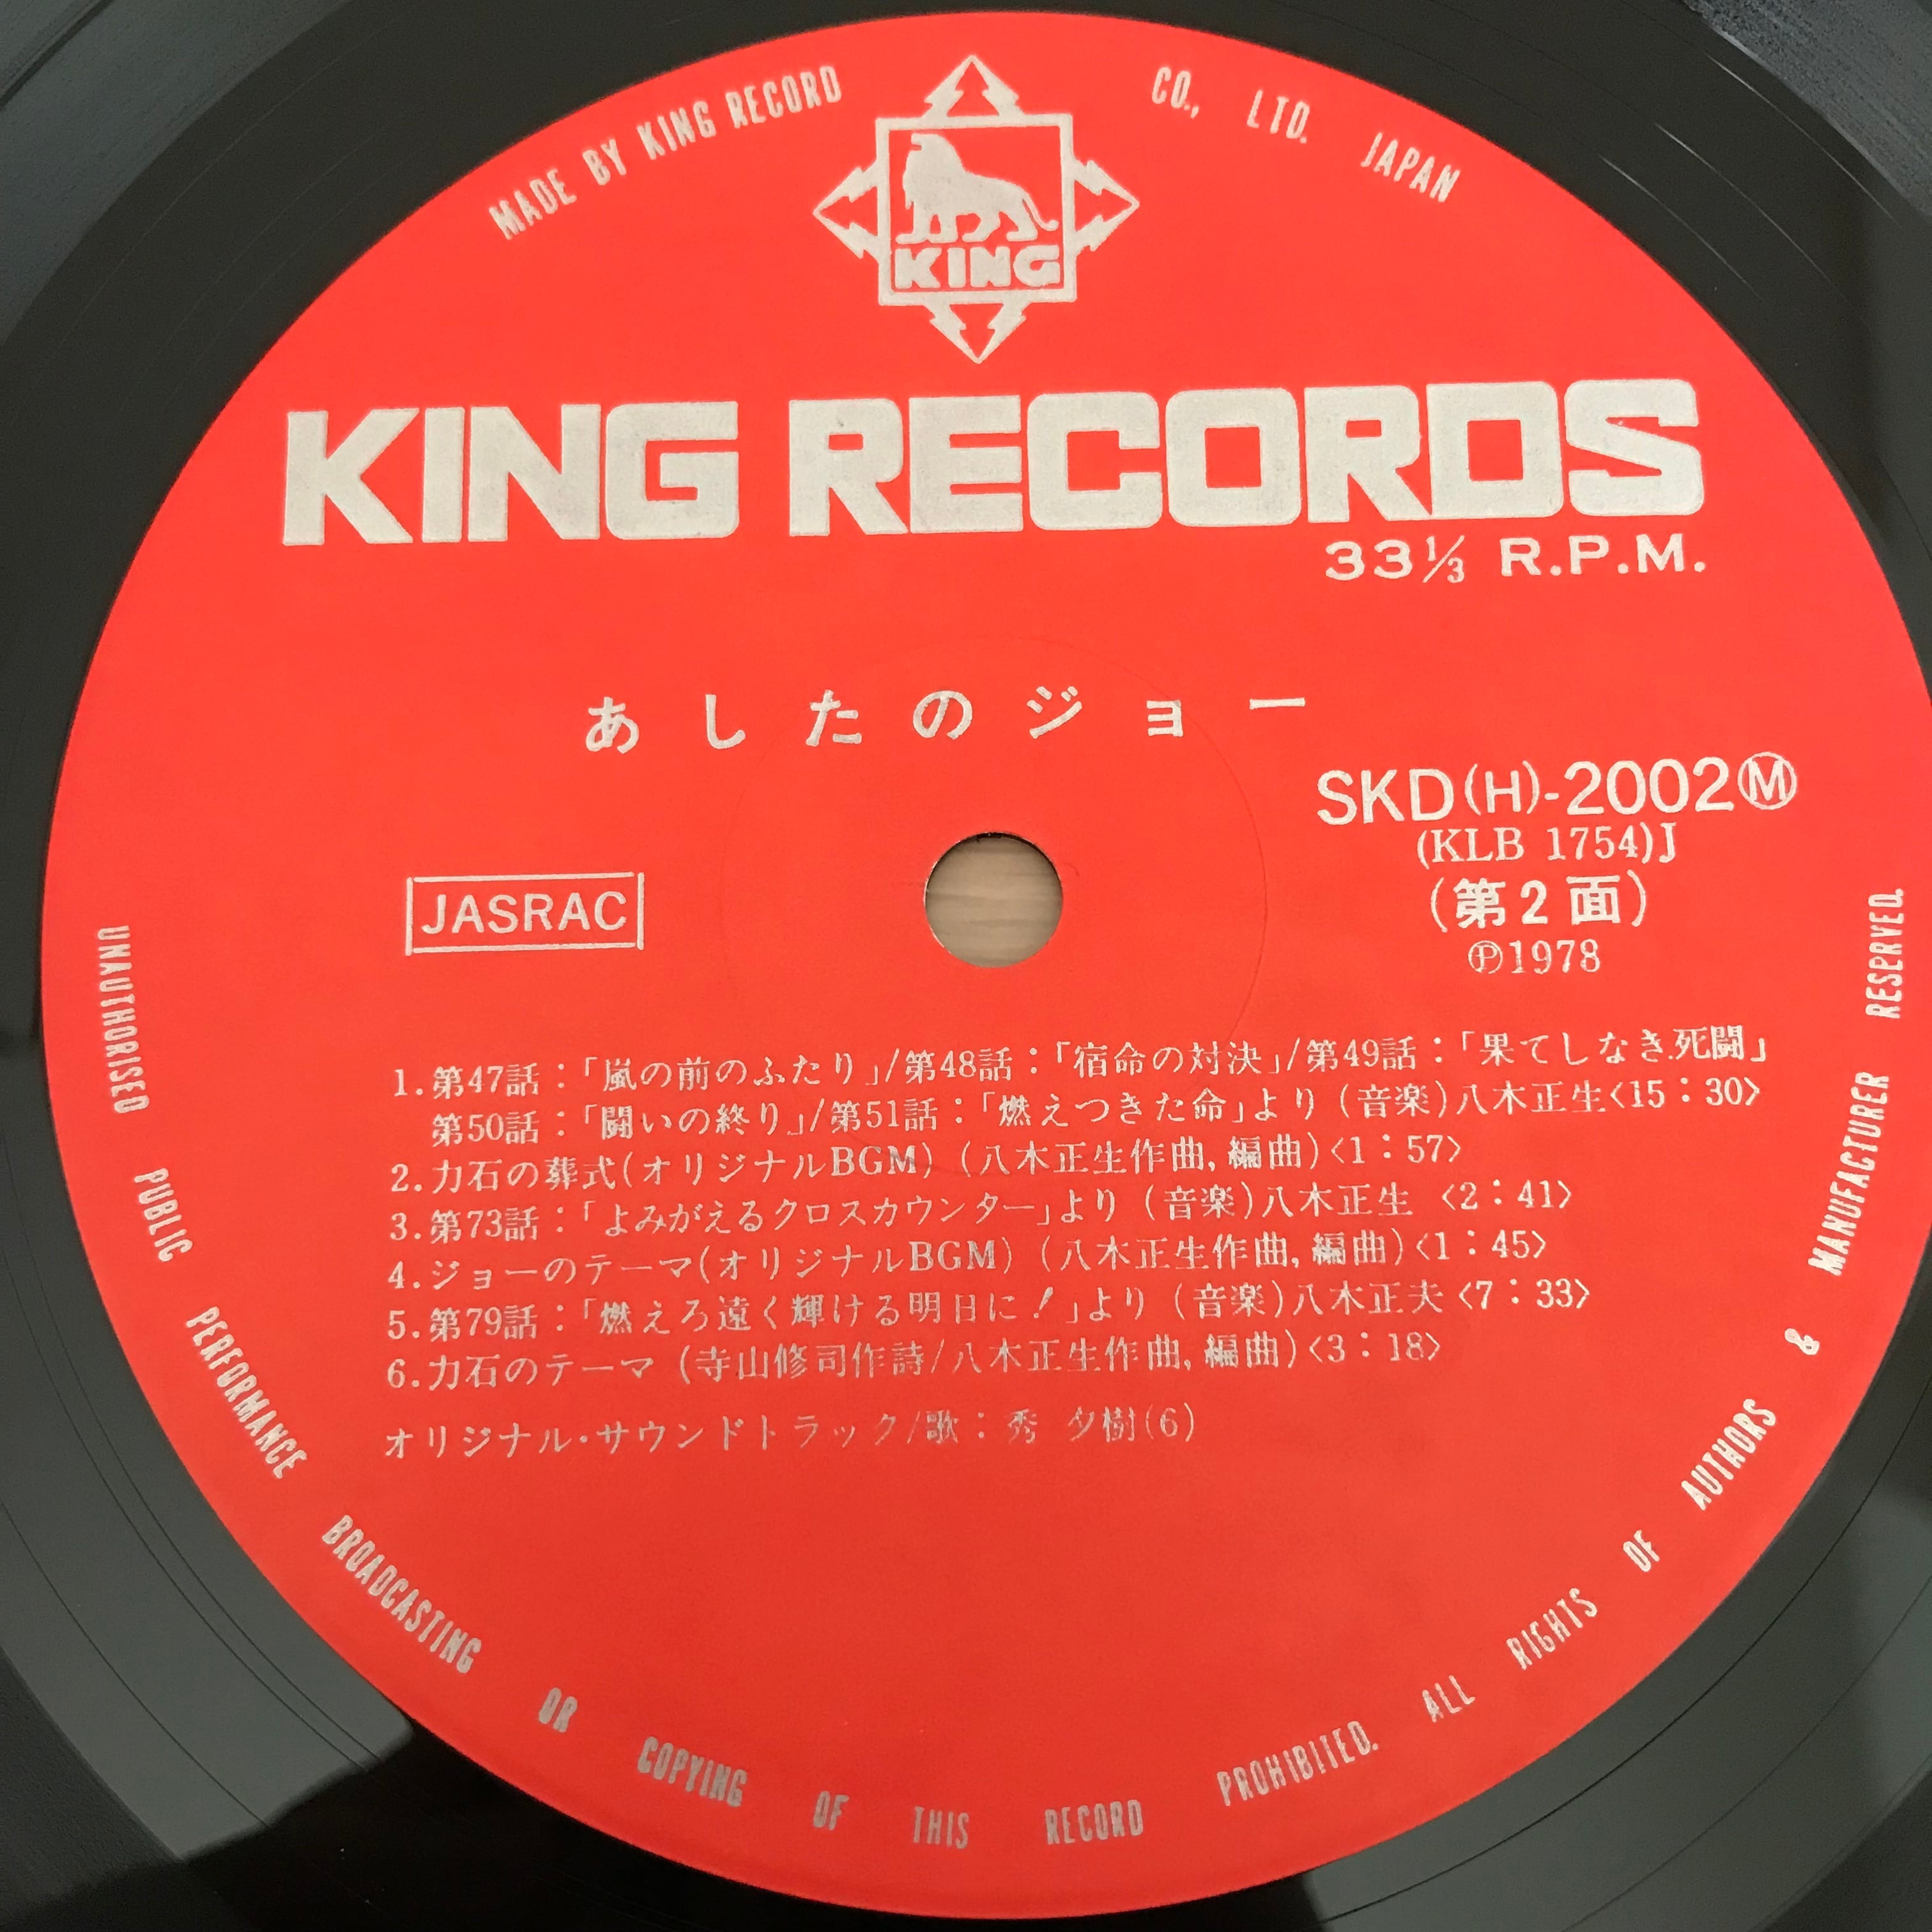 MADE BY KING RECORD CO., LTD. JAPAN
KING
KING RECORDS
33⅓ R.P.M.
あしたのジョー
SKD(H)-2002Ⓜ
(KLB 1754)J
(第2面)
℗1978
JASRAC
1.第47話:「嵐の前のふたり」/第48話:「宿命の対決」/第49話:「果てしなき死闘」
第50話:「闘いの終り」/第51話:「燃えつきた命」より(音楽)八木正生<15:30>
2.力石の葬式(オリジナルBGM)(八木正生作曲,編曲)<1:57>
3.第73話:「よみがえるクロスカウンター」より(音楽)八木正生 <2:41>
4.ジョーのテーマ(オリジナルBGM)(八木正生作曲,編曲)<1:45>
5.第79話:「燃えろ遠く輝ける明日に!」より(音楽)八木正夫<7:33>
6.力石のテーマ(寺山修司作詩/八木正生作曲,編曲)<3:18>
オリジナル・サウンドトラック/歌:秀 夕樹(6)
UNAUTHORISED PUBLIC PERFORMANCE BROADCASTING OR COPYING OF THIS RECORD PROHIBITED. ALL RIGHTS OF AUTHORS & MANUFACTURER RESERVED.